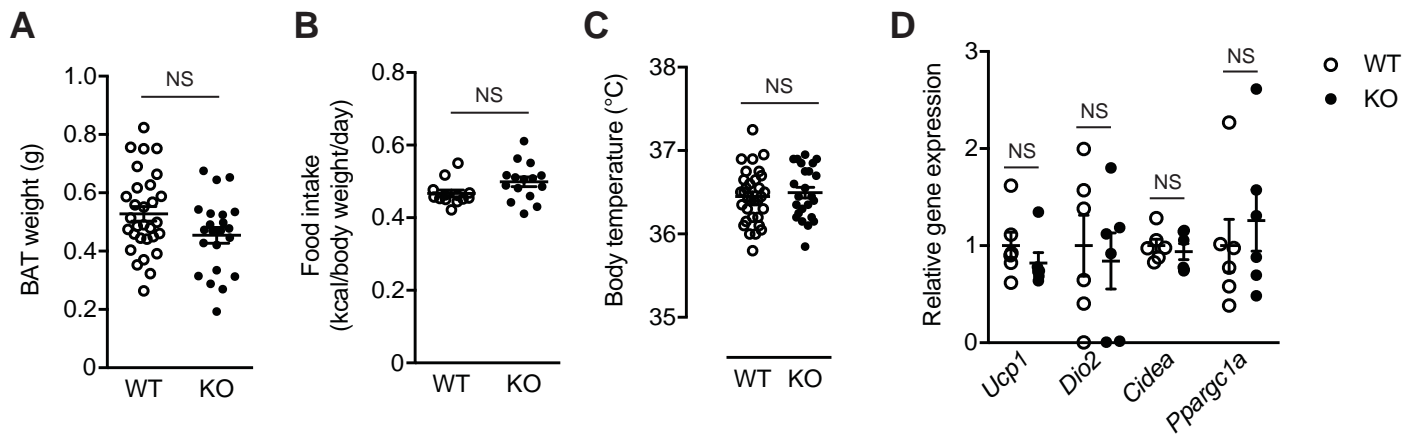 A
BAT weight (g)
1.0
0.8
0.6
0.4
0.2
0
NS
WT
KO
B
Food intake
(kcal/body weight/day)
0.8
0.6
0.4
0.2
0
NS
WT
KO
C
Body temperature (°C)
38
37
36
35
NS
WT
KO
D
Relative gene expression
3
2
1
0
NS
NS
NS
NS
Ucp1
Dio2
Cidea
Ppargc1a
WT
KO